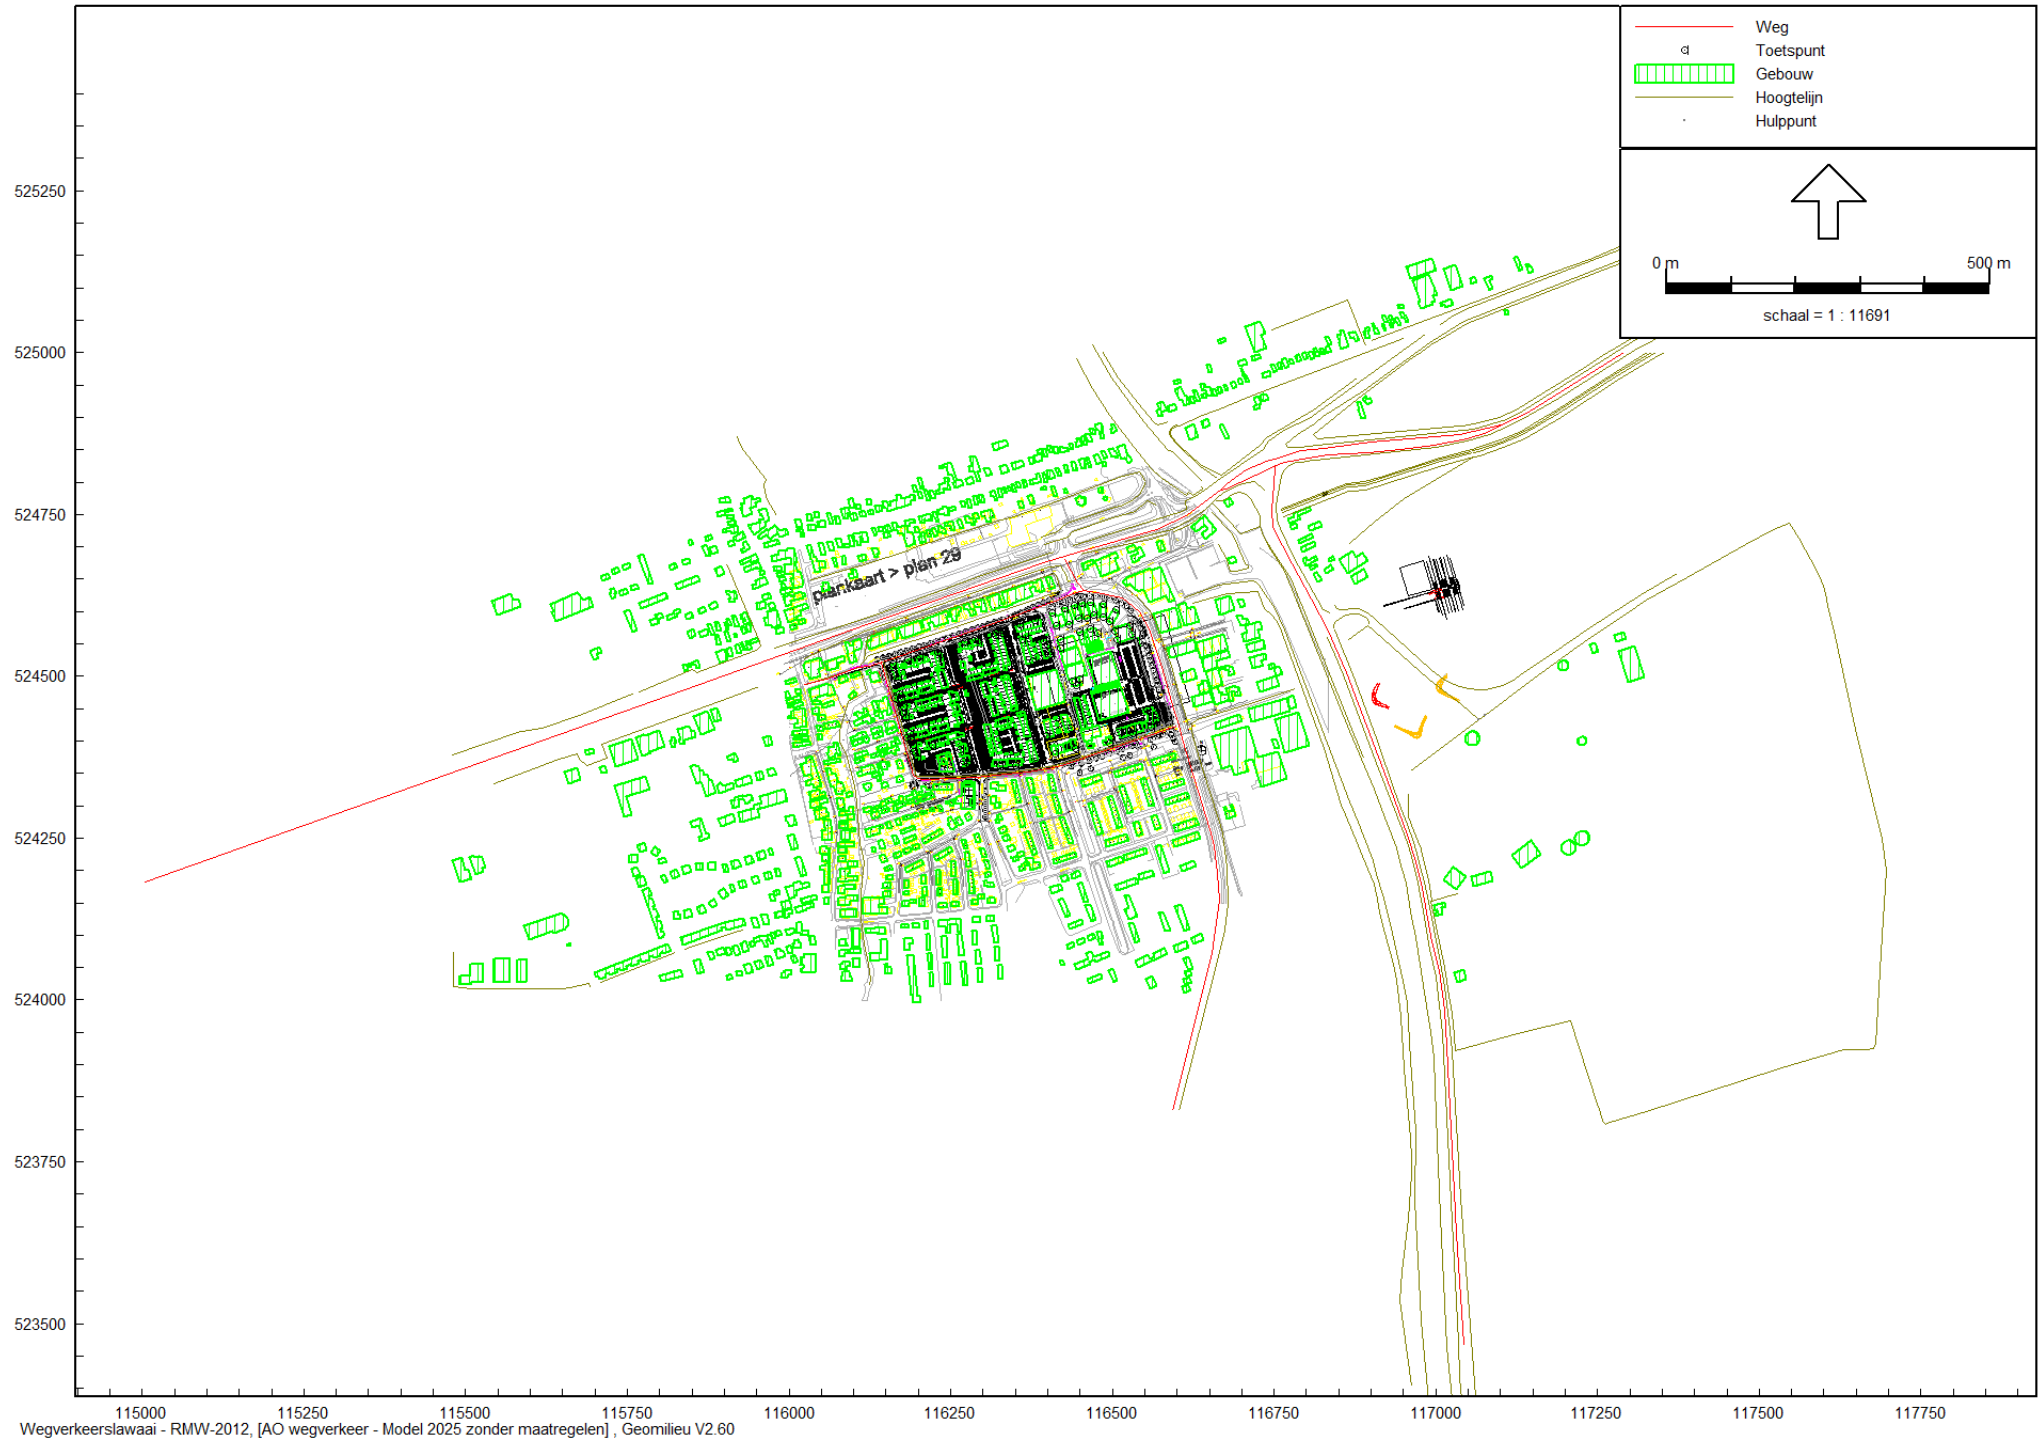 Weg
Toetspunt
Gebouw
Hoogtelijn
Hulppunt
0 m 500 m
schaal = 1 : 11691
525250
525000
524750
plankaart > plan 29
524500
524250
524000
523750
523500
115000 115250 115500 115750 116000 116250 116500 116750 117000 117250 117500 117750
Wegverkeerslawaai - RMW-2012, [AO wegverkeer - Model 2025 zonder maatregelen] , Geomilieu V2.60